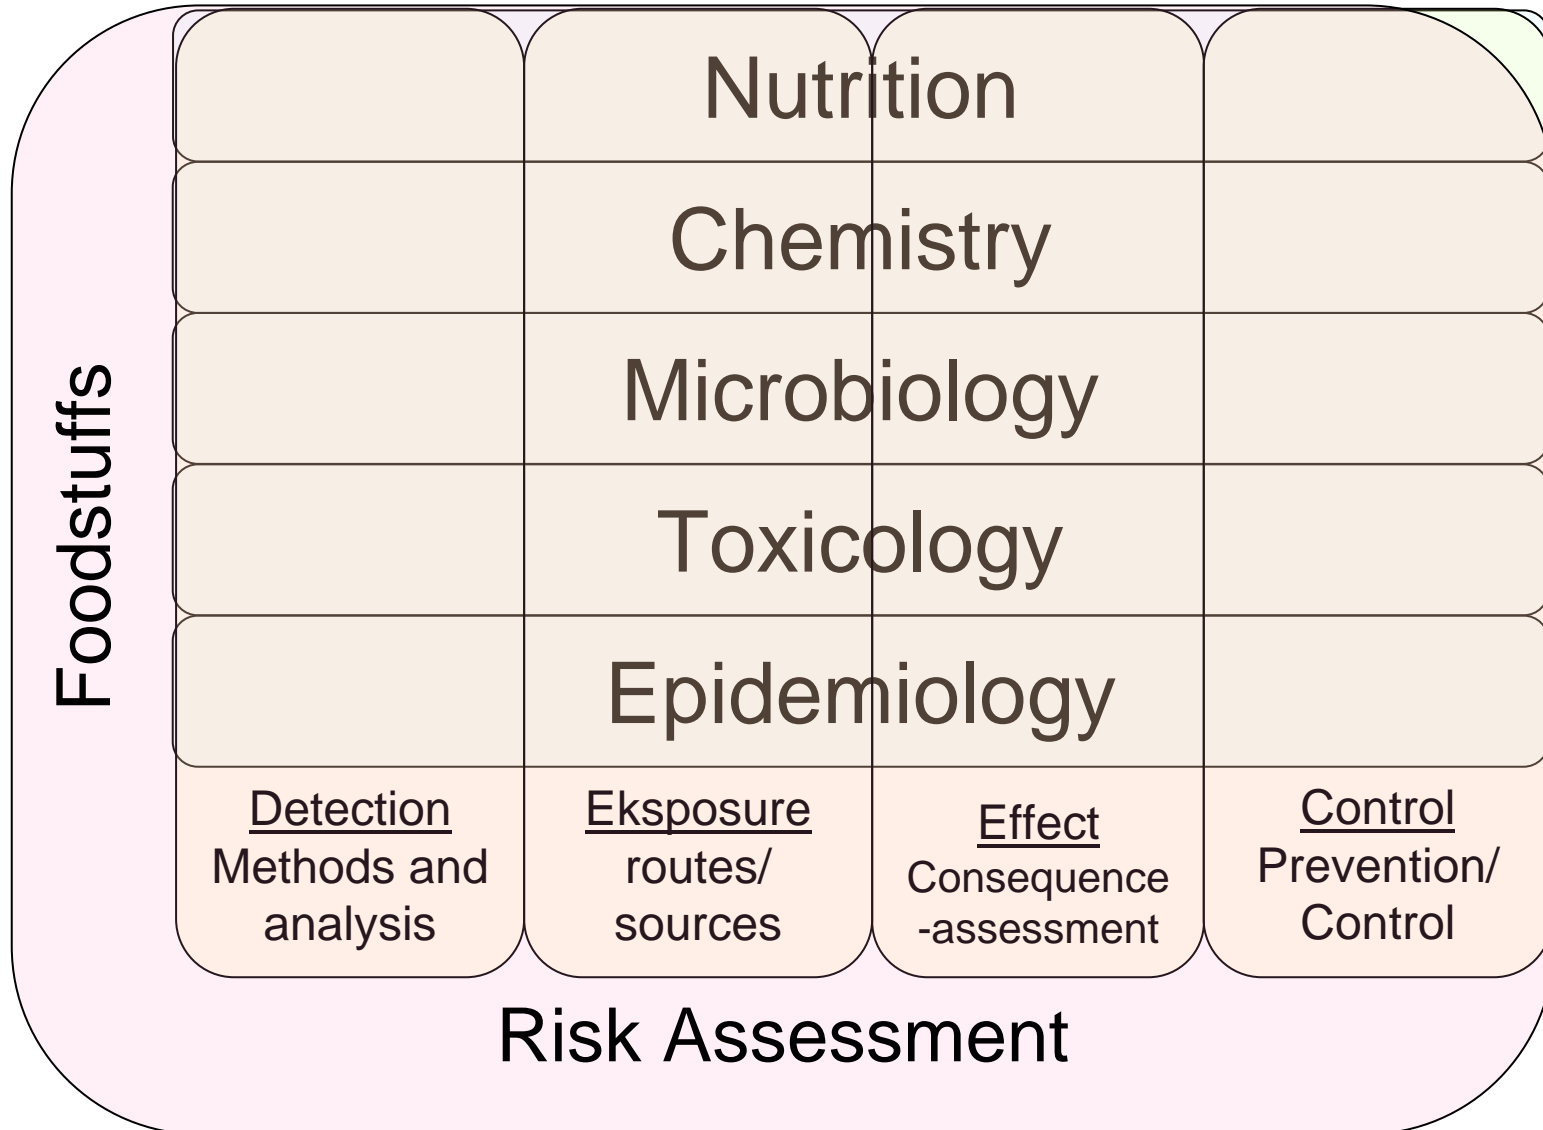 Nutrition
Chemistry
Microbiology
Toxicology
Epidemiology
Foodstuffs
Detection
Methods and
analysis
Eksposure
routes/
sources
Effect
Consequence
-assessment
Control
Prevention/
Control
Risk Assessment